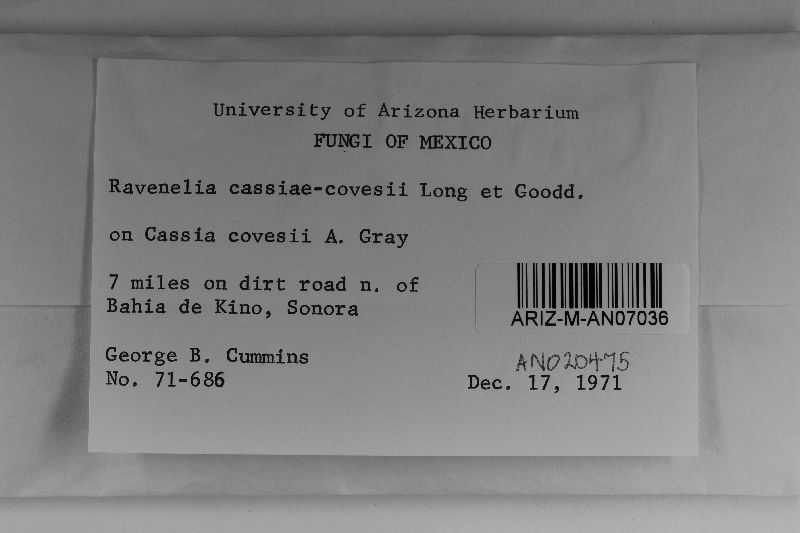 University of Arizona Herbarium
FUNGI OF MEXICO
Ravenelia cassiae-covesii Long et Goodd.
on Cassia covesii A. Gray
7 miles on dirt road n. of
Bahia de Kino, Sonora
ARIZ-M-AN07036
George B. Cummins
AN020475
No. 71-686
Dec. 17, 1971